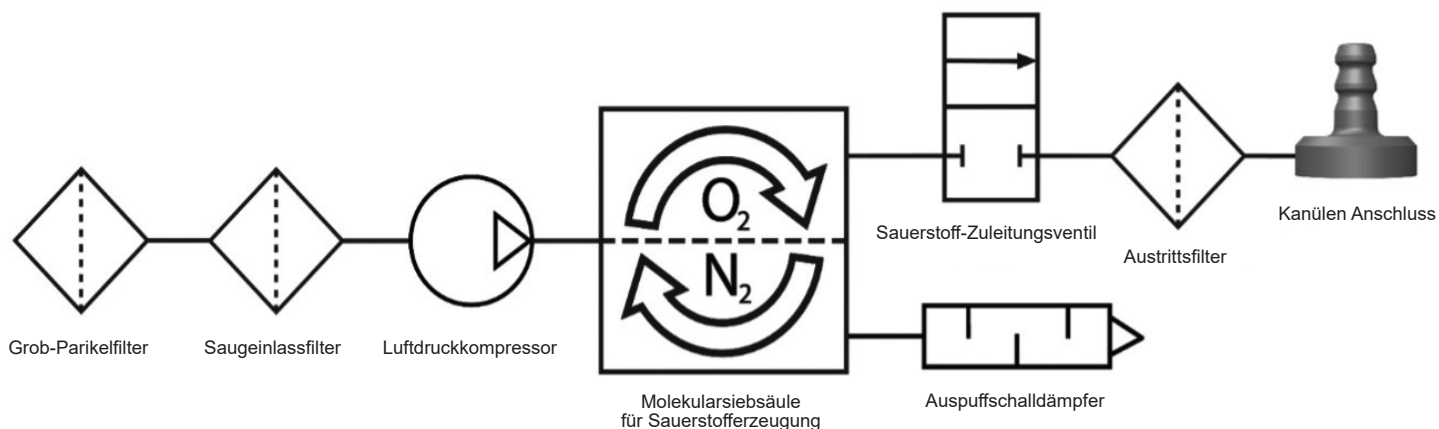 O2
N2
Sauerstoff-Zuleitungsventil
Austrittsfilter
Kanülen Anschluss
Grob-Parikelfilter
Saugeinlassfilter
Luftdruckkompressor
Molekularsiebsäule
für Sauerstofferzeugung
Auspuffschalldämpfer